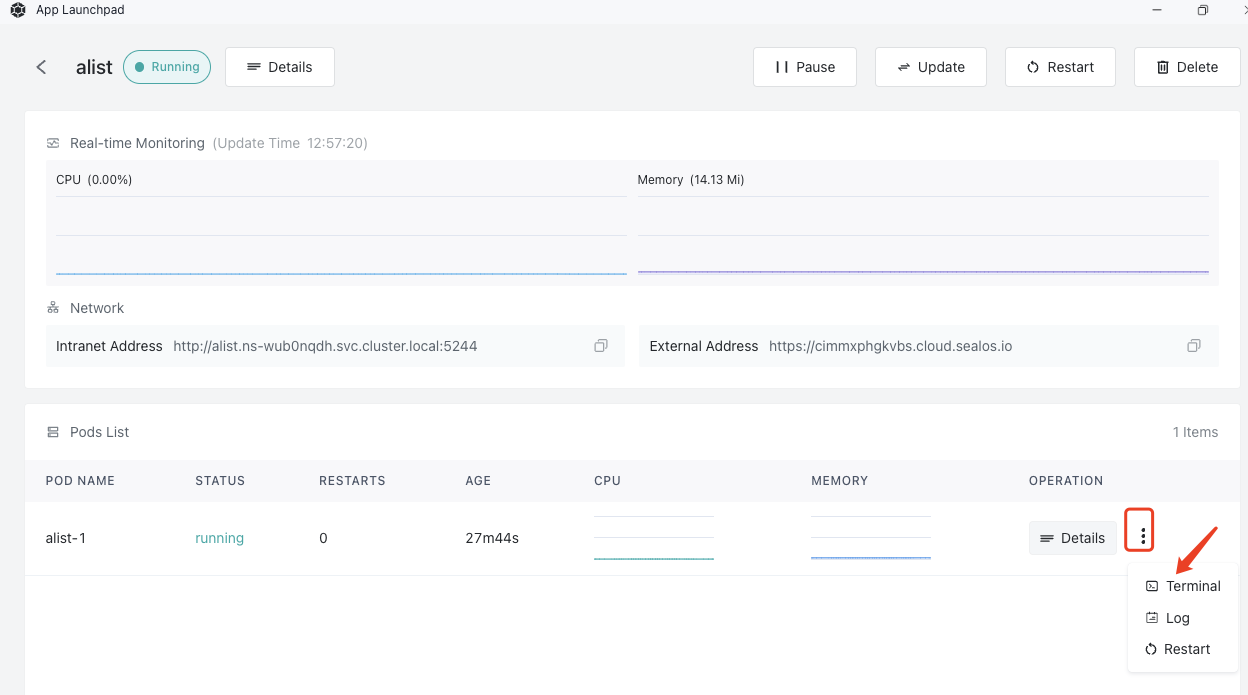 App Launchpad
alist Running Details Pause Update Restart Delete
Real-time Monitoring (Update Time 12:57:20)
CPU (0.00%) Memory (14.13 Mi)
Network
Intranet Address http://alist.ns-wub0nqdh.svc.cluster.local:5244 External Address https://cimmxphgkvbs.cloud.sealos.io
Pods List 1 Items
POD NAME STATUS RESTARTS AGE CPU MEMORY OPERATION
alist-1 running 0 27m44s Details
Terminal
Log
Restart